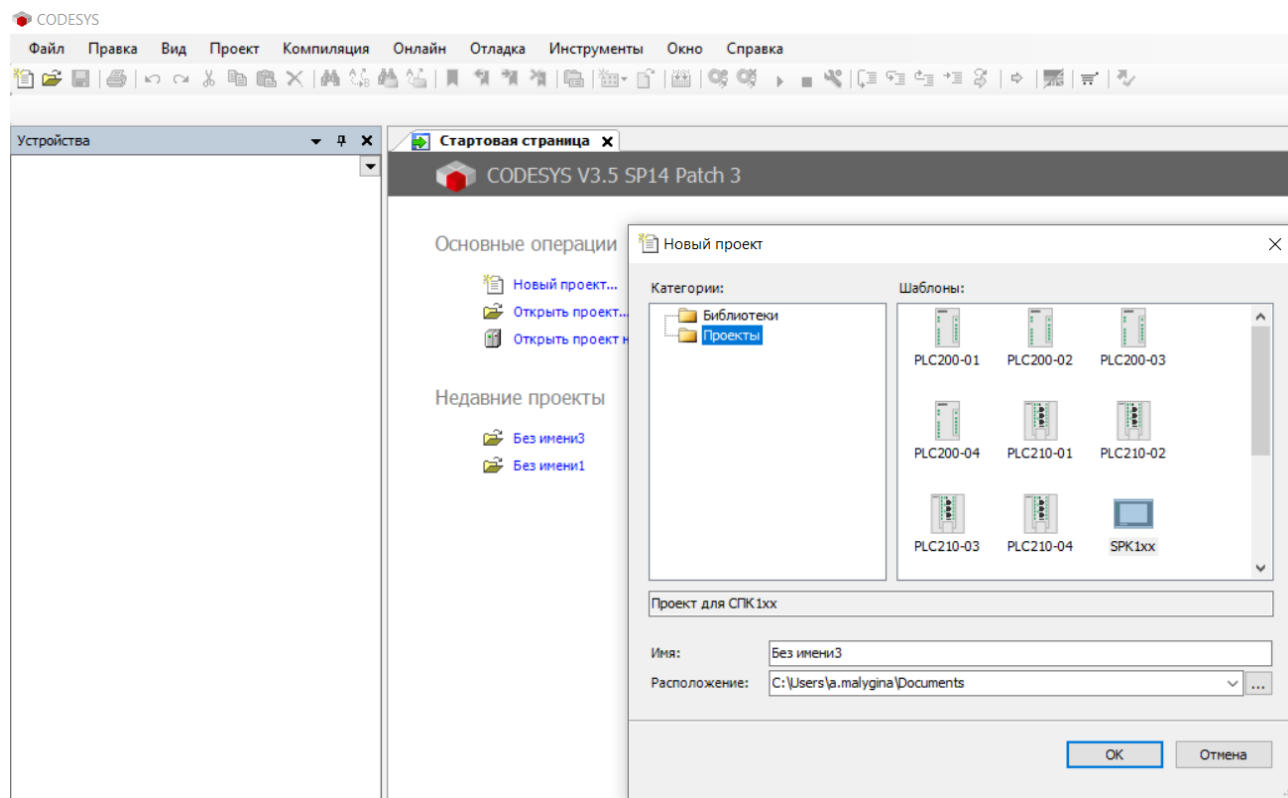 CODESYS
Файл Правка Вид Проект Компиляция Онлайн Отладка Инструменты Окно Справка
Устройства
Стартовая страница
CODESYS V3.5 SP14 Patch 3
Основные операции
Новый проект...
Открыть проект...
Открыть проект
Недавние проекты
Без имени3
Без имени1
Новый проект
Категории:
Библиотеки
Проекты
Шаблоны:
PLC200-01 PLC200-02 PLC200-03
PLC200-04 PLC210-01 PLC210-02
PLC210-03 PLC210-04 SPK1xx
Проект для СПК1xx
Имя: Без имени3
Расположение: C:\Users\a.malygina\Documents
...
OK Отмена